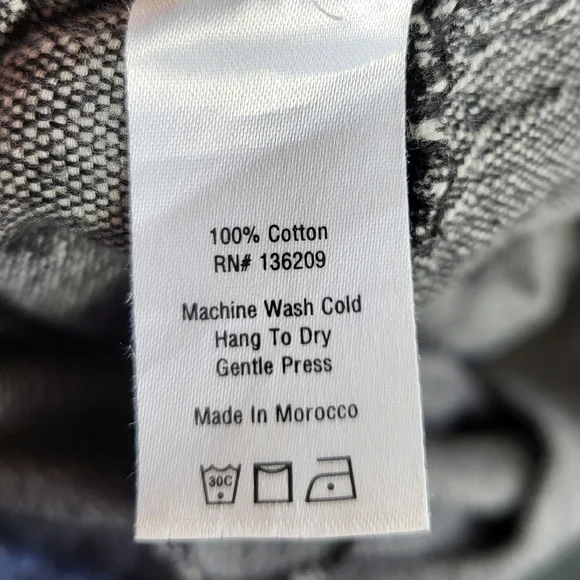 100% Cotton
RN# 136209
Machine Wash Cold
Hang To Dry
Gentle Press
Made In Morocco
30C